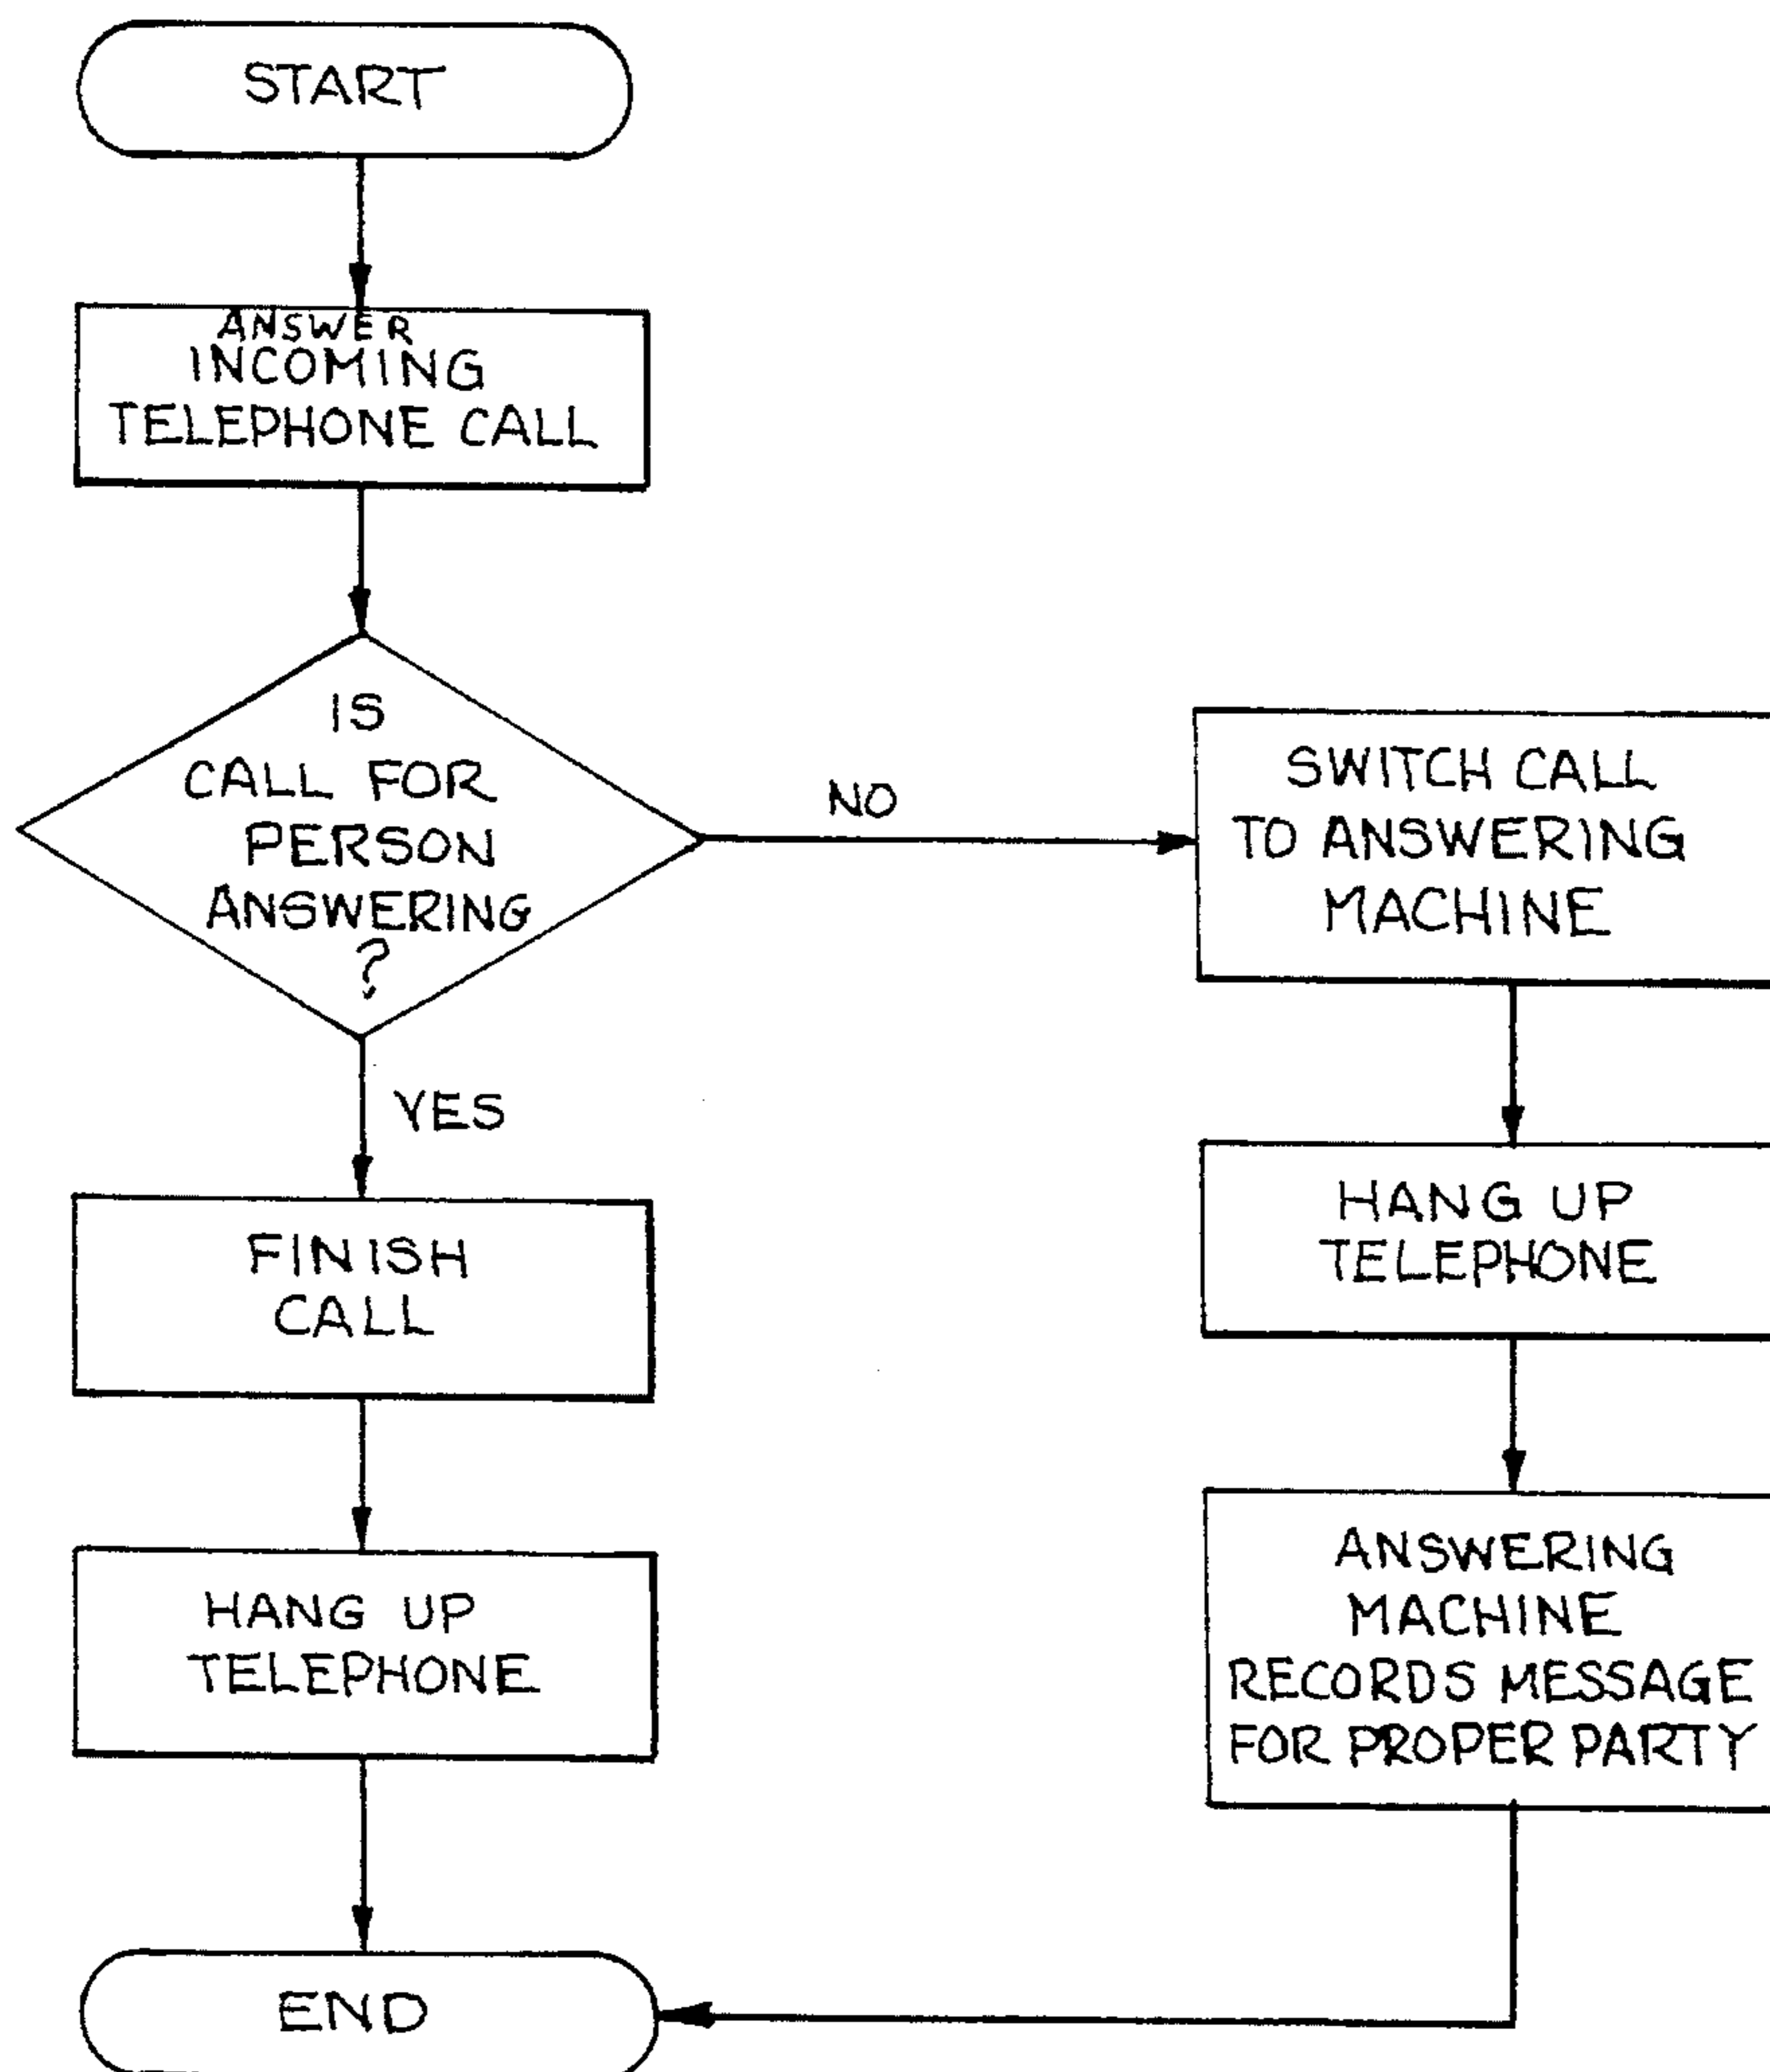 START
ANSWER
INCOMING
TELEPHONE CALL
IS
CALL FOR
PERSON
ANSWERING
?
NO
YES
SWITCH CALL
TO ANSWERING
MACHINE
HANG UP
TELEPHONE
ANSWERING
MACHINE
RECORDS MESSAGE
FOR PROPER PARTY
FINISH
CALL
HANG UP
TELEPHONE
END